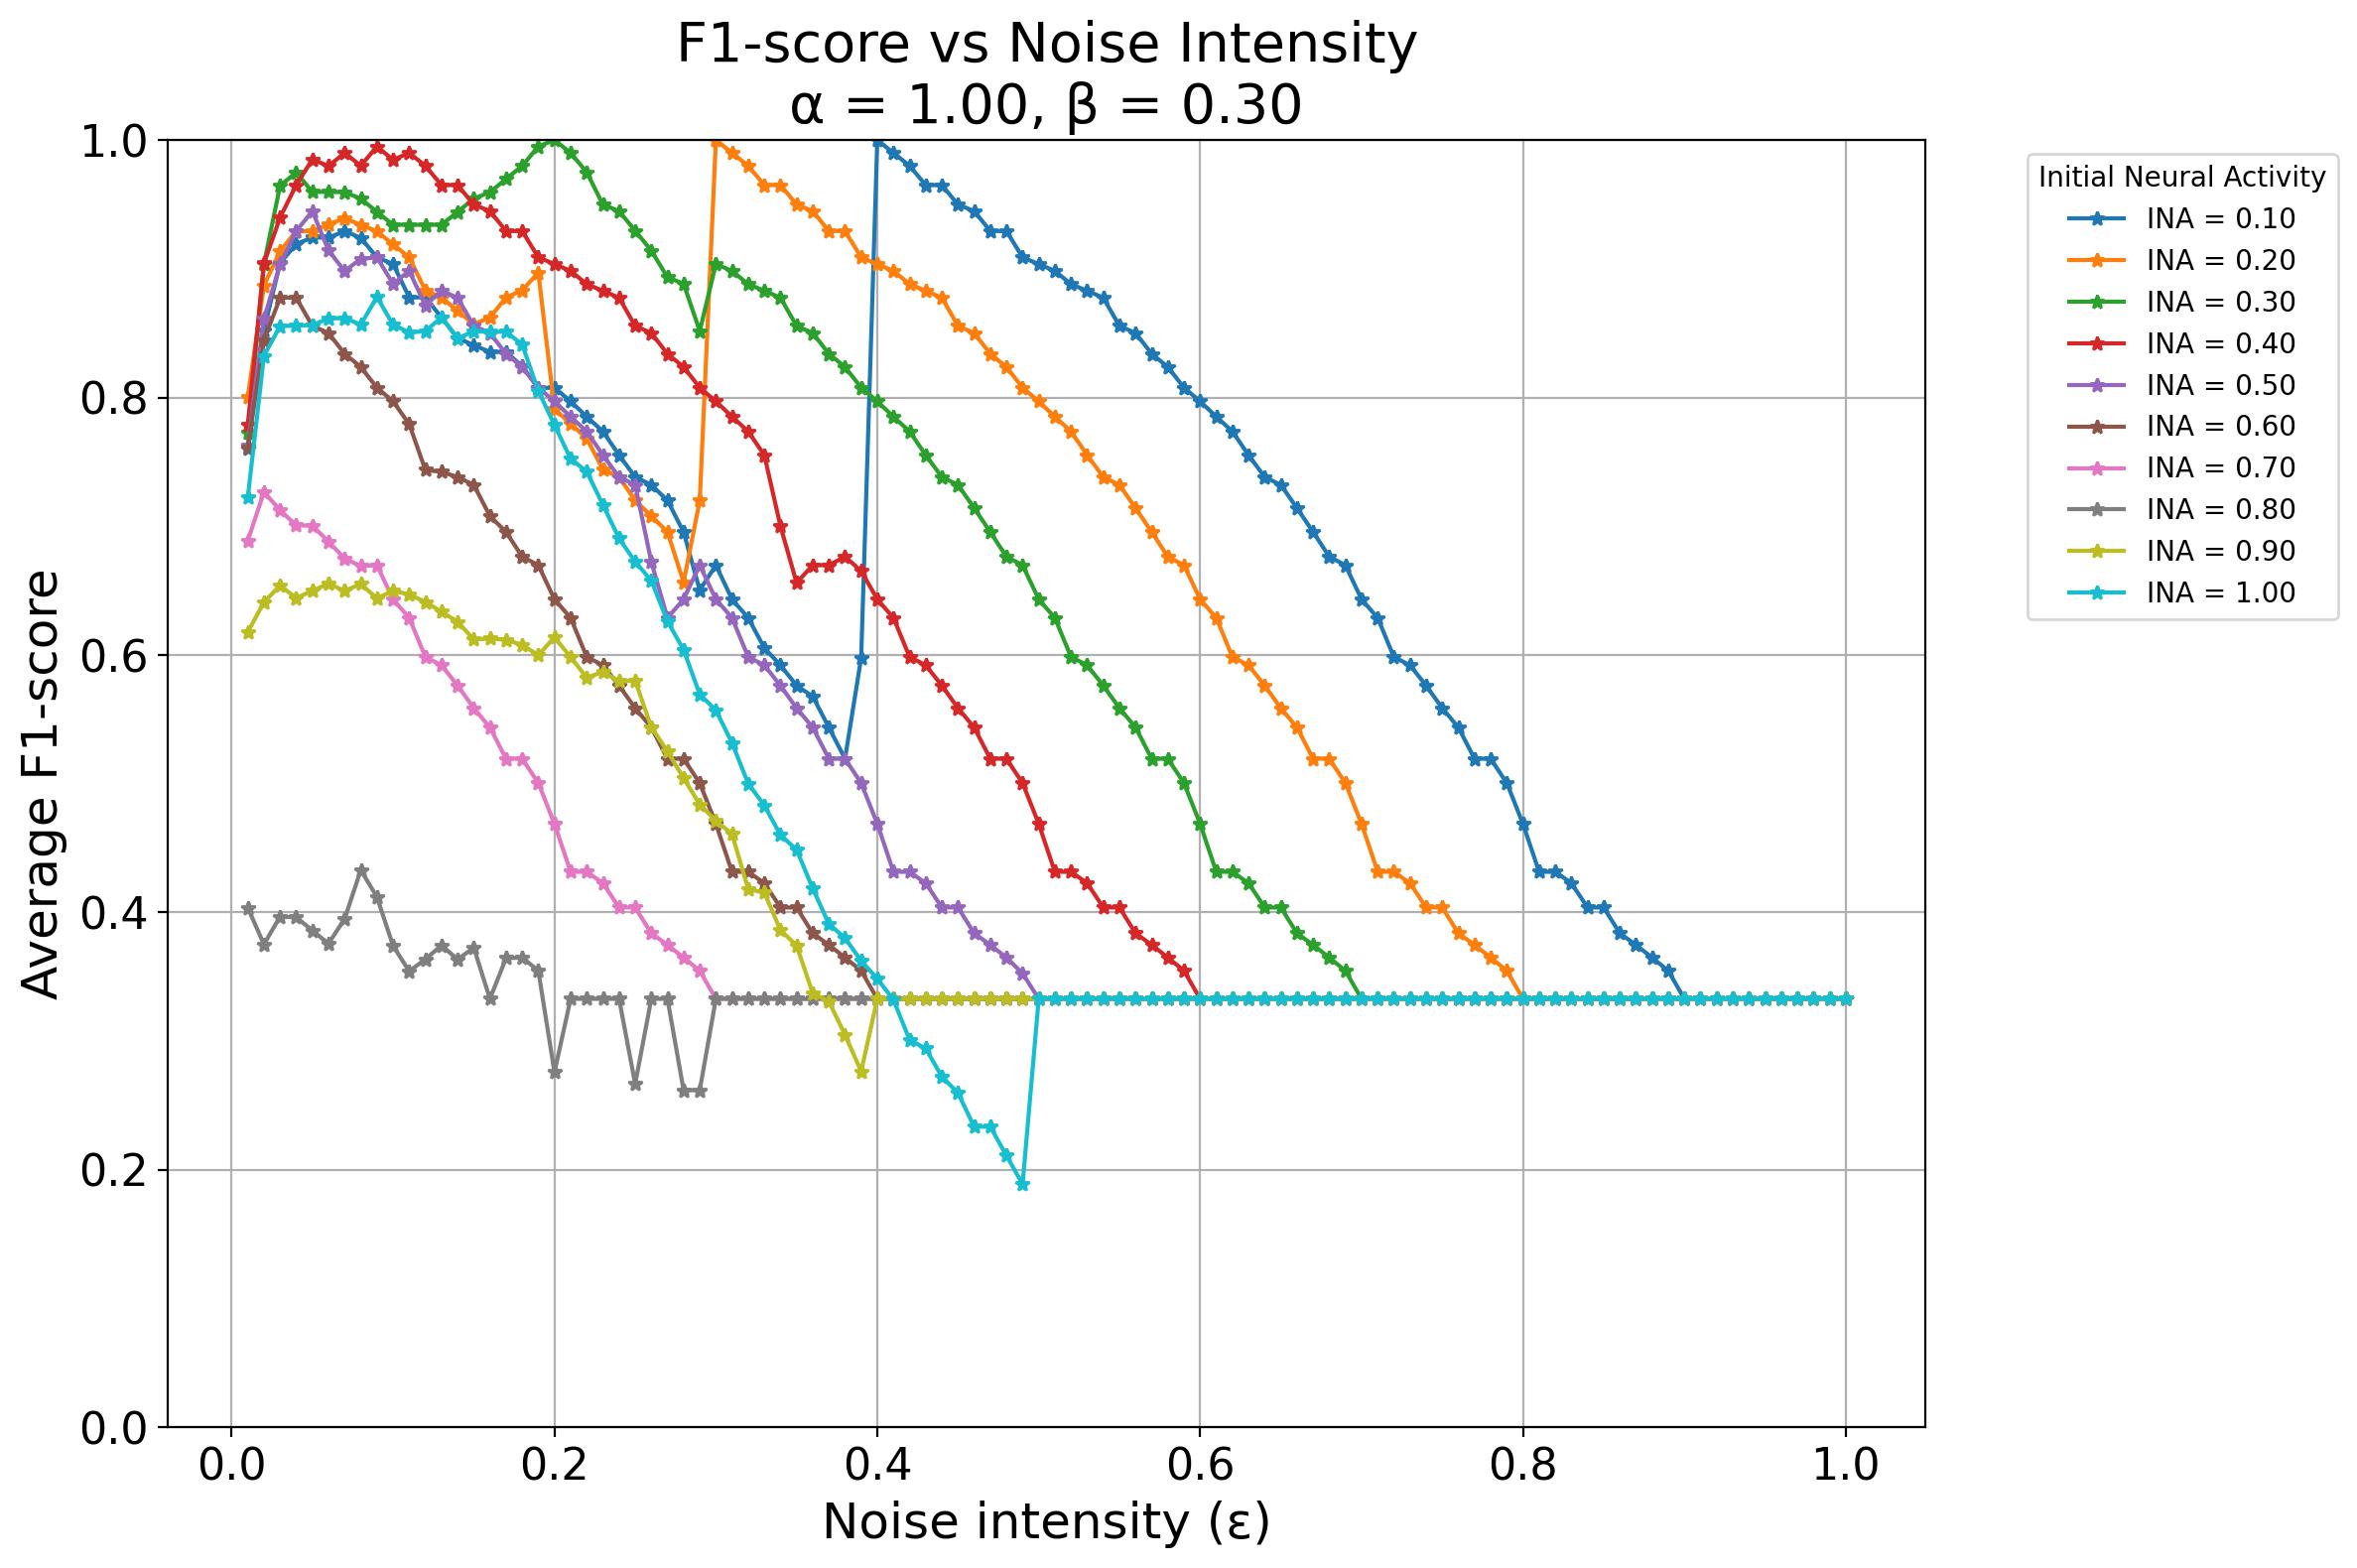 F1-score vs Noise Intensity
α = 1.00, β = 0.30
1.0
0.8
0.6
0.4
0.2
0.0
Average F1-score
0.0 0.2 0.4 0.6 0.8 1.0
Noise intensity (ε)
Initial Neural Activity
INA = 0.10
INA = 0.20
INA = 0.30
INA = 0.40
INA = 0.50
INA = 0.60
INA = 0.70
INA = 0.80
INA = 0.90
INA = 1.00